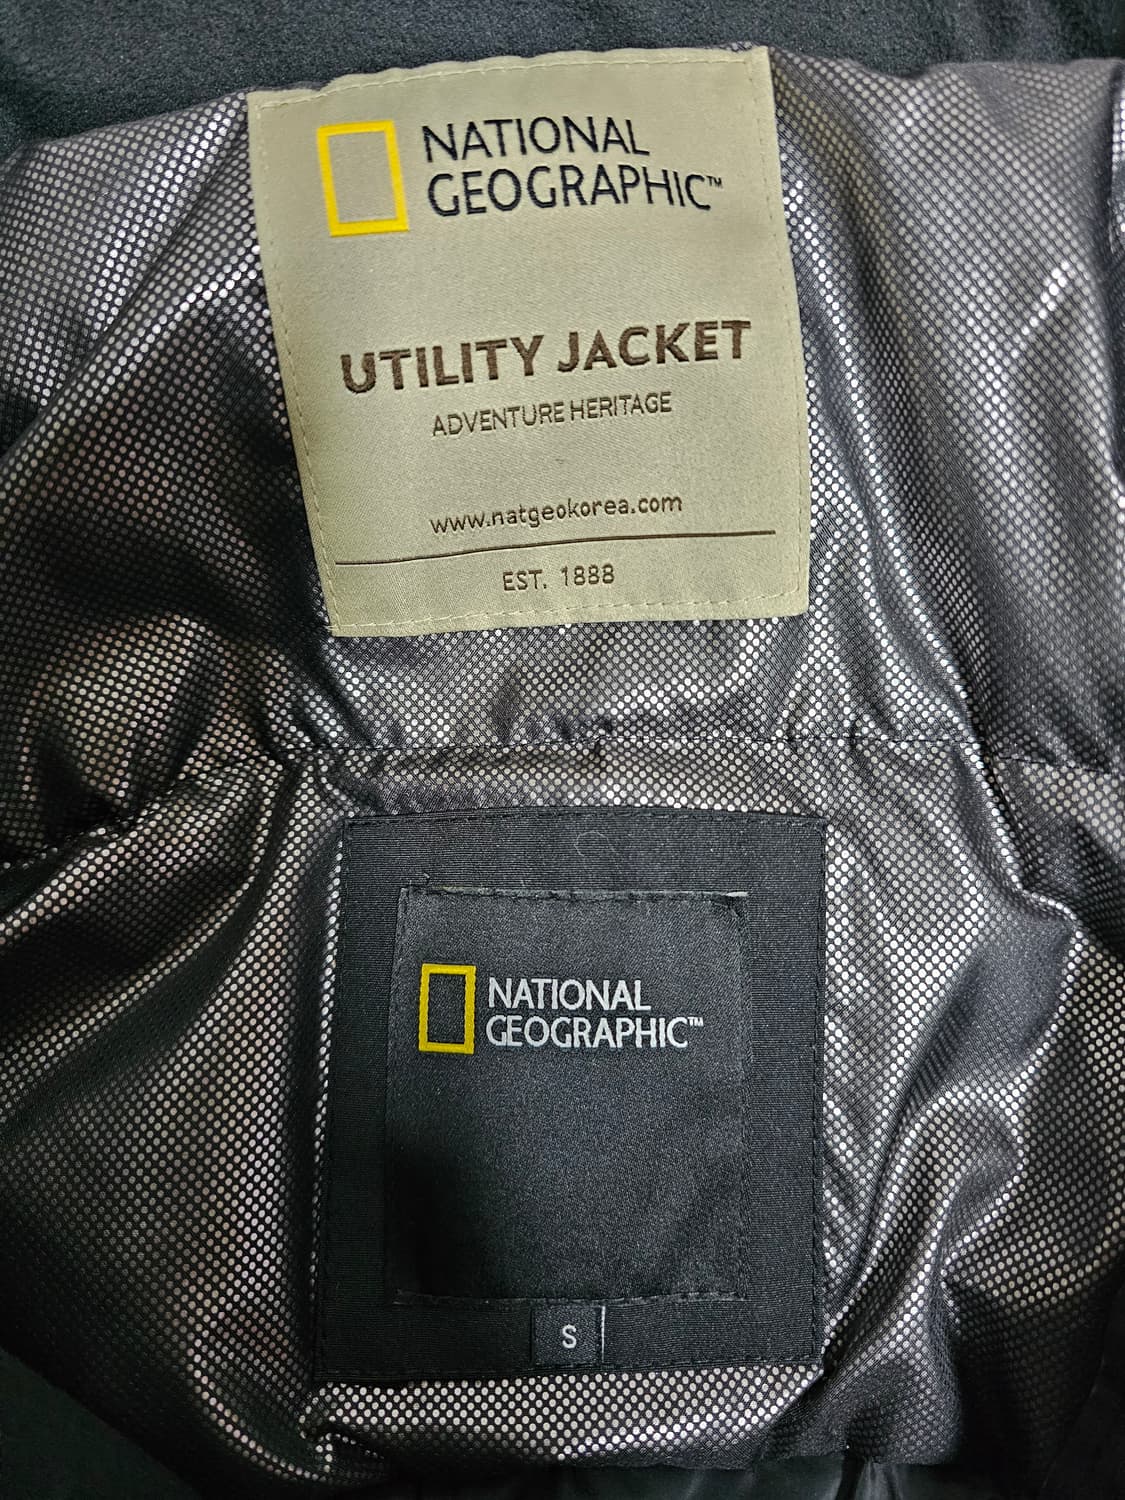 NATIONAL
GEOGRAPHIC™
UTILITY JACKET
ADVENTURE HERITAGE
www.natgeokorea.com
EST. 1888
NATIONAL
GEOGRAPHIC™
S